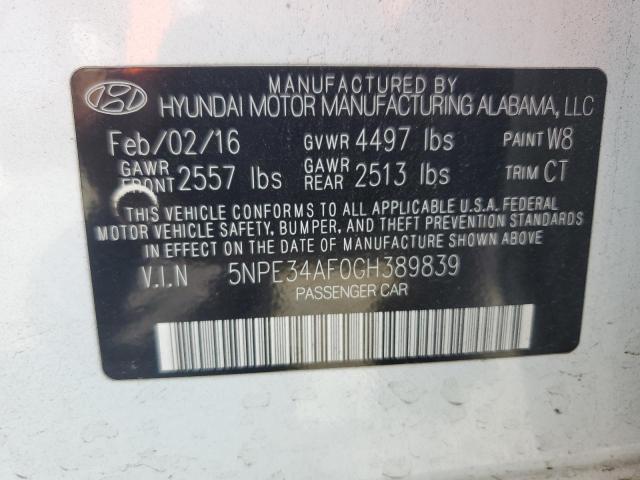 MANUFACTURED BY
HYUNDAI MOTOR MANUFACTURING ALABAMA, LLC
Feb/02/16 GVWR 4497 lbs PAINT W8
GAWR FRONT 2557 lbs GAWR REAR 2513 lbs TRIM CT
THIS VEHICLE CONFORMS TO ALL APPLICABLE U.S.A. FEDERAL
MOTOR VEHICLE SAFETY, BUMPER, AND THEFT PREVENTION STANDARDS
IN EFFECT ON THE DATE OF MANUFACTURE SHOWN ABOVE.
V.I.N 5NPE34AF0GH389839
PASSENGER CAR